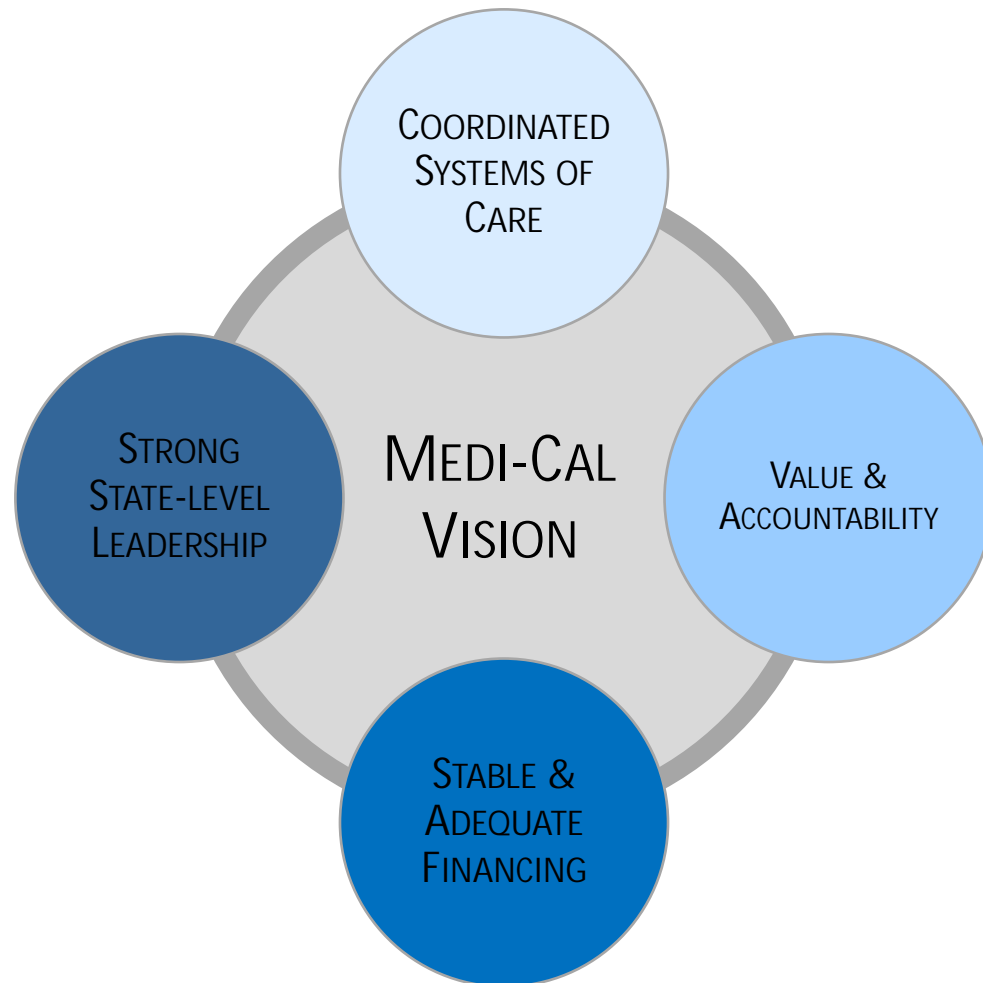 COORDINATED
SYSTEMS OF
CARE
STRONG
STATE-LEVEL
LEADERSHIP
MEDI-CAL
VISION
VALUE &
ACCOUNTABILITY
STABLE &
ADEQUATE
FINANCING